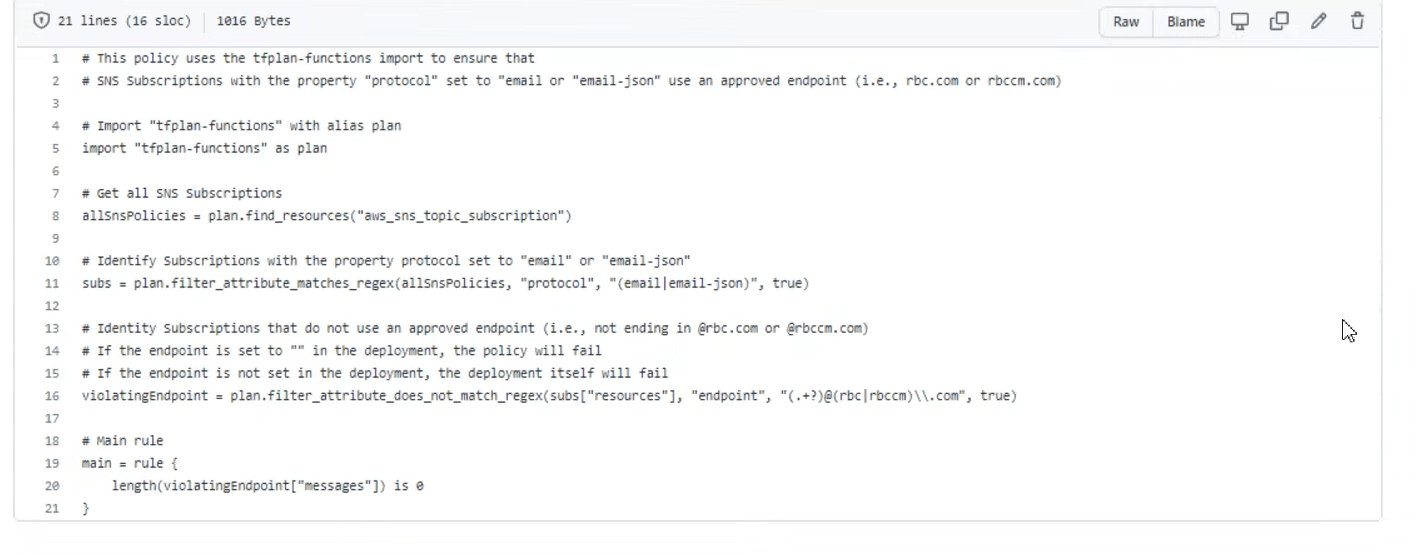 21 lines (16 sloc) 1016 Bytes Raw Blame
1 # This policy uses the tfplan-functions import to ensure that
2 # SNS Subscriptions with the property "protocol" set to "email or "email-json" use an approved endpoint (i.e., rbc.com or rbccm.com)
3
4 # Import "tfplan-functions" with alias plan
5 import "tfplan-functions" as plan
6
7 # Get all SNS Subscriptions
8 allSnsPolicies = plan.find_resources("aws_sns_topic_subscription")
9
10 # Identify Subscriptions with the property protocol set to "email" or "email-json"
11 subs = plan.filter_attribute_matches_regex(allSnsPolicies, "protocol", "(email|email-json)", true)
12
13 # Identity Subscriptions that do not use an approved endpoint (i.e., not ending in @rbc.com or @rbccm.com)
14 # If the endpoint is set to "" in the deployment, the policy will fail
15 # If the endpoint is not set in the deployment, the deployment itself will fail
16 violatingEndpoint = plan.filter_attribute_does_not_match_regex(subs["resources"], "endpoint", "(.+?)@(rbc|rbccm)\\.com", true)
17
18 # Main rule
19 main = rule {
20 length(violatingEndpoint["messages"]) is 0
21 }